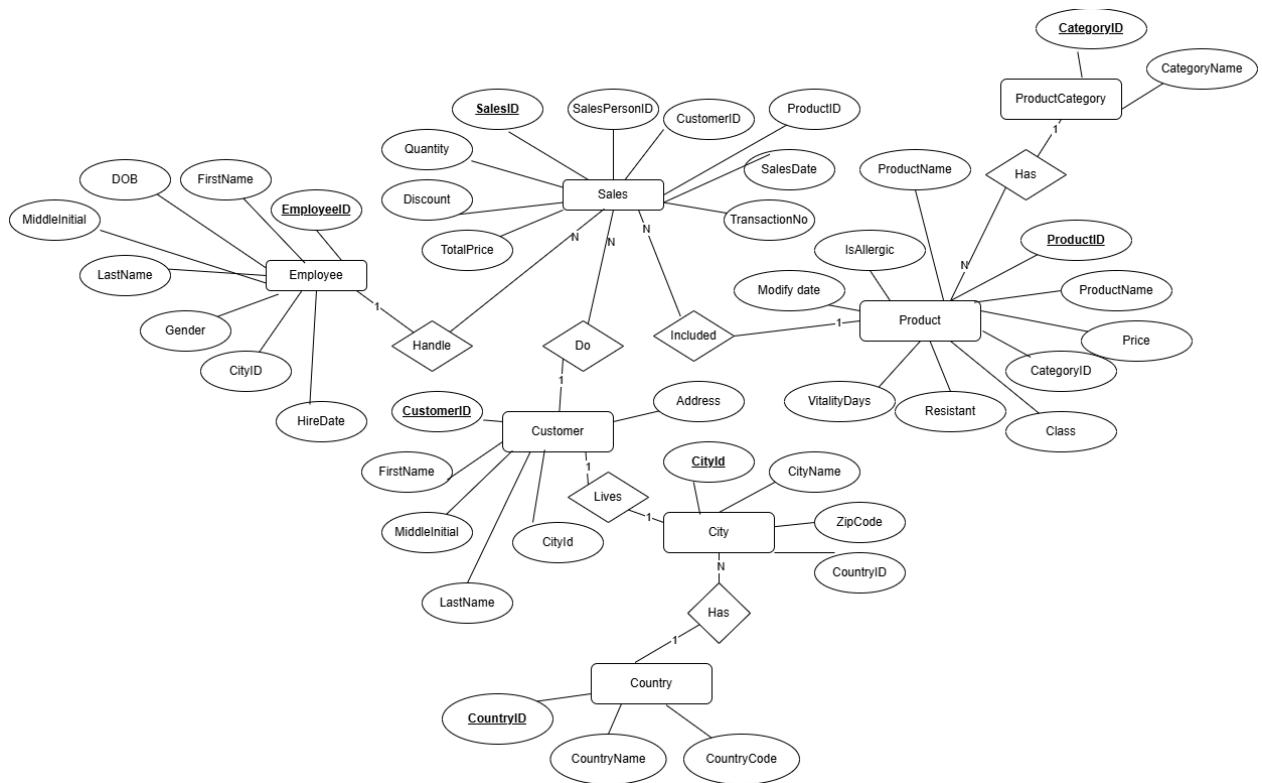 CategoryID
CategoryName
ProductCategory
1
Has
N
SalesID
SalesPersonID
CustomerID
ProductID
Quantity
SalesDate
Discount
Sales
TransactionNo
TotalPrice
N
N
N
DOB
FirstName
EmployeeID
MiddleInitial
LastName
Employee
Gender
CityID
HireDate
1
Handle
Do
Included
1
1
ProductName
IsAllergic
ProductID
Modify date
ProductName
Product
Price
CategoryID
VitalityDays
Resistant
Class
CustomerID
Address
Customer
FirstName
MiddleInitial
LastName
CityId
1
Lives
1
CityId
CityName
ZipCode
City
CountryID
N
Has
1
Country
CountryID
CountryName
CountryCode